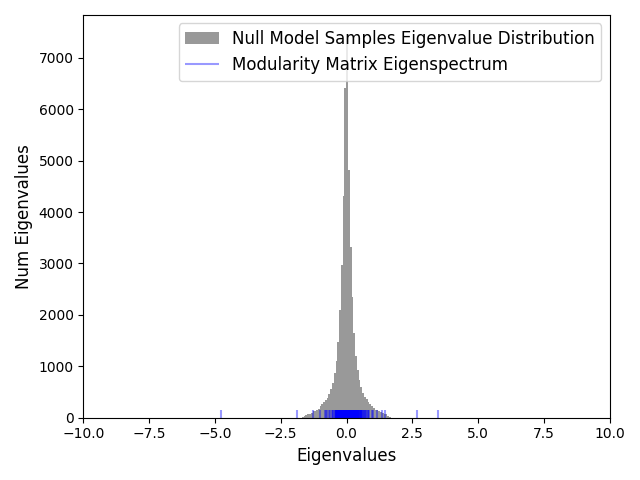 Null Model Samples Eigenvalue Distribution
Modularity Matrix Eigenspectrum
7000
6000
5000
4000
3000
2000
1000
0
Num Eigenvalues
−10.0 −7.5 −5.0 −2.5 0.0 2.5 5.0 7.5 10.0
Eigenvalues